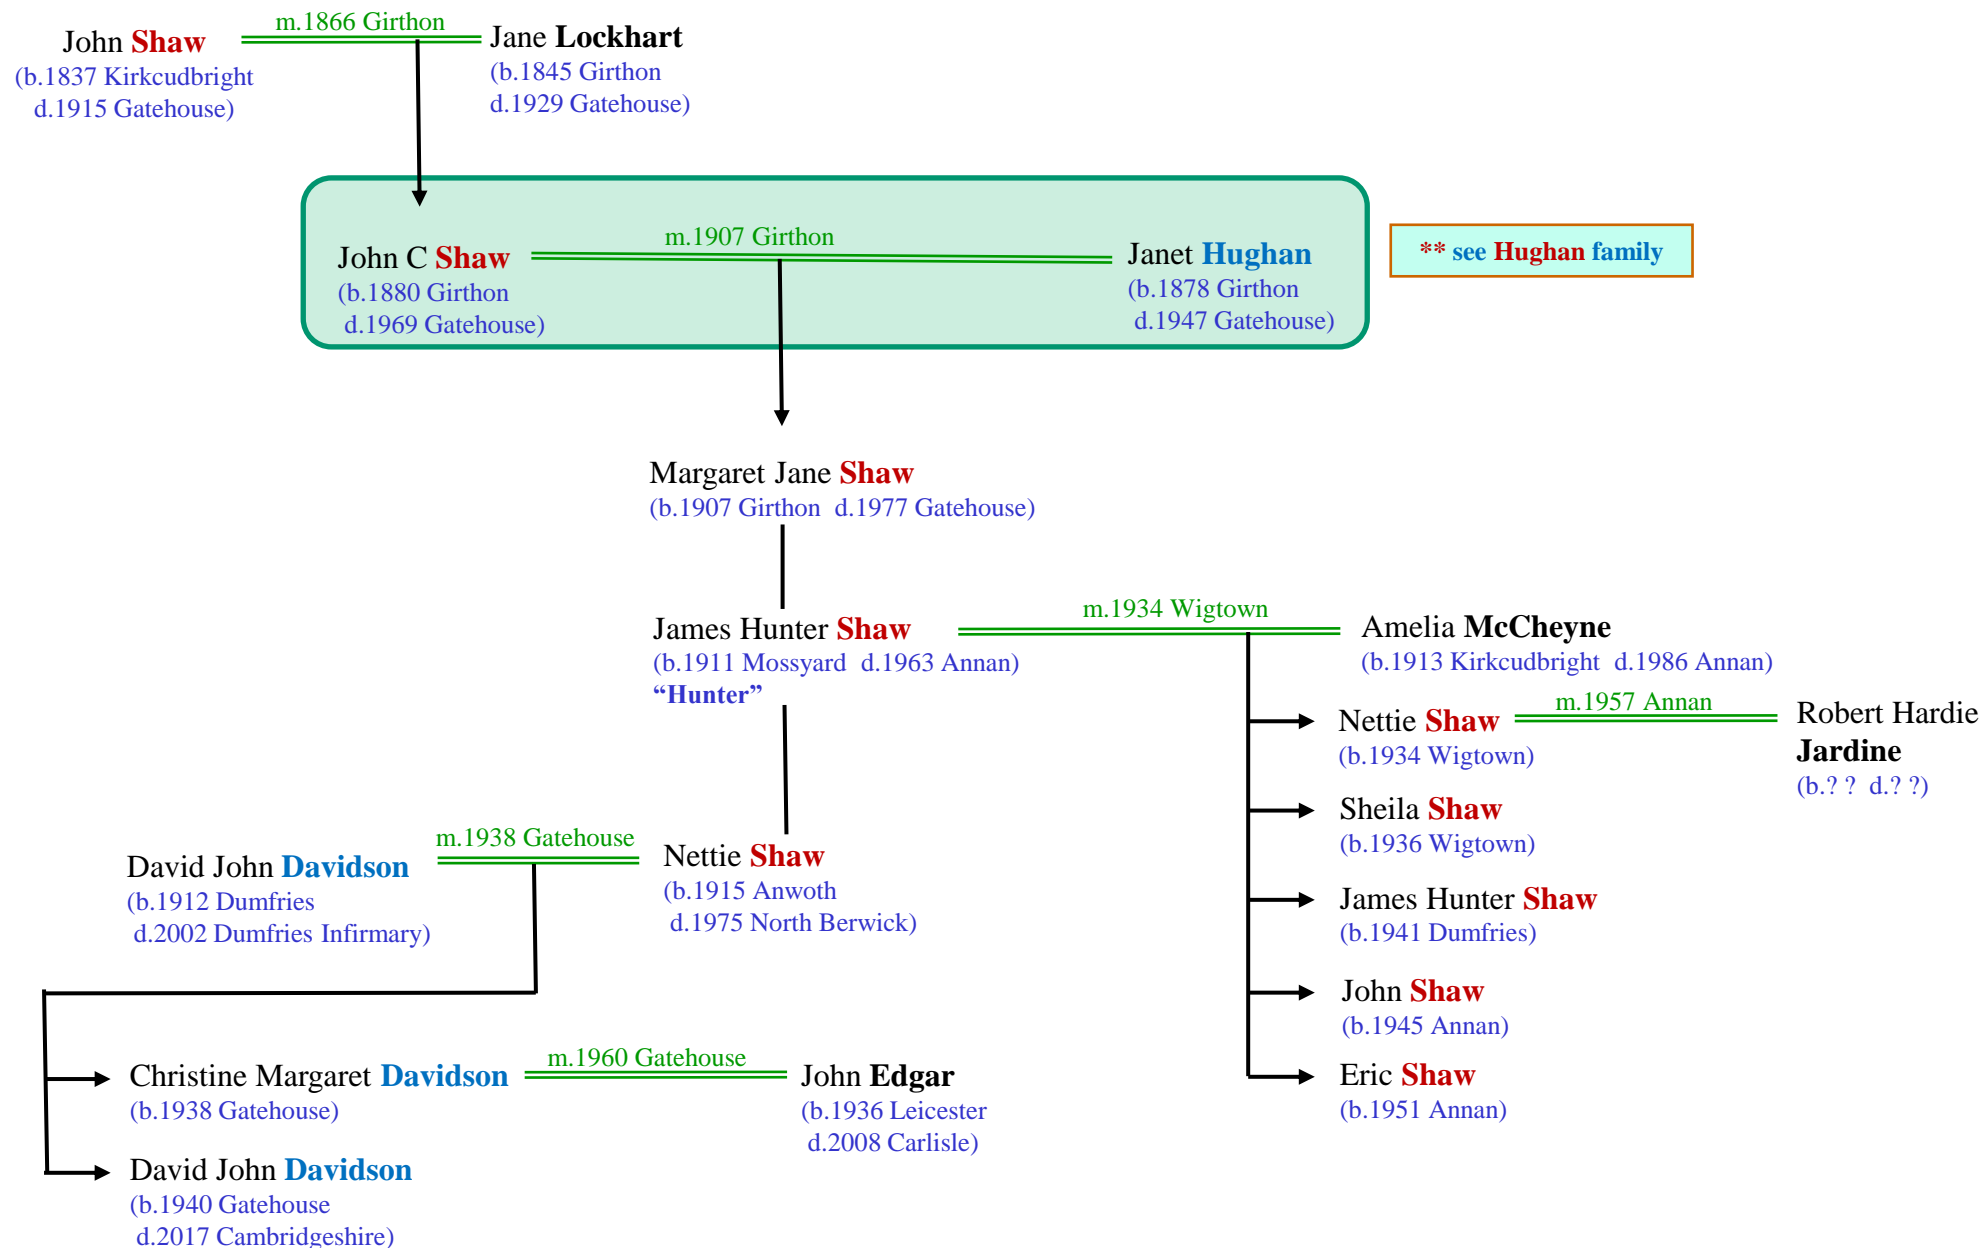 m.1866 Girthon
John Shaw
(b.1837 Kirkcudbright
d.1915 Gatehouse)
Jane Lockhart
(b.1845 Girthon
d.1929 Gatehouse)
m.1907 Girthon
John C Shaw
(b.1880 Girthon
d.1969 Gatehouse)
Janet Hughan
(b.1878 Girthon
d.1947 Gatehouse)
** see Hughan family
Margaret Jane Shaw
(b.1907 Girthon d.1977 Gatehouse)
James Hunter Shaw
(b.1911 Mossyard d.1963 Annan)
“Hunter”
m.1934 Wigtown
Amelia McCheyne
(b.1913 Kirkcudbright d.1986 Annan)
Nettie Shaw
(b.1934 Wigtown)
m.1957 Annan
Robert Hardie
Jardine
(b.? ? d.? ?)
Sheila Shaw
(b.1936 Wigtown)
James Hunter Shaw
(b.1941 Dumfries)
John Shaw
(b.1945 Annan)
Eric Shaw
(b.1951 Annan)
David John Davidson
(b.1912 Dumfries
d.2002 Dumfries Infirmary)
m.1938 Gatehouse
Nettie Shaw
(b.1915 Anwoth
d.1975 North Berwick)
Christine Margaret Davidson
(b.1938 Gatehouse)
m.1960 Gatehouse
John Edgar
(b.1936 Leicester
d.2008 Carlisle)
David John Davidson
(b.1940 Gatehouse
d.2017 Cambridgeshire)